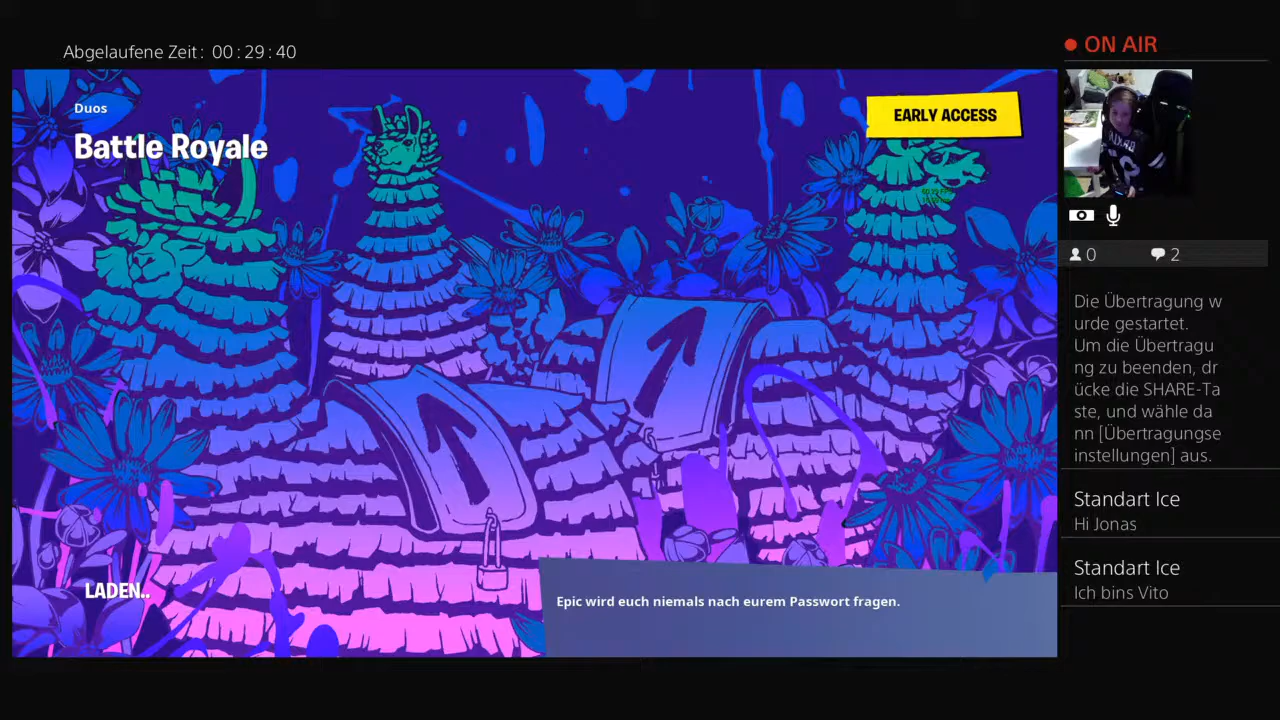 Abgelaufene Zeit: 00:29:40
ON AIR
Duos
Battle Royale
EARLY ACCESS
0
2
Die Übertragung w
urde gestartet.
Um die Übertragu
ng zu beenden, dr
ücke die SHARE-Ta
ste, und wähle da
nn [Übertragungse
instellungen] aus.
Standart Ice
Hi Jonas
Standart Ice
Ich bins Vito
LADEN..
Epic wird euch niemals nach eurem Passwort fragen.